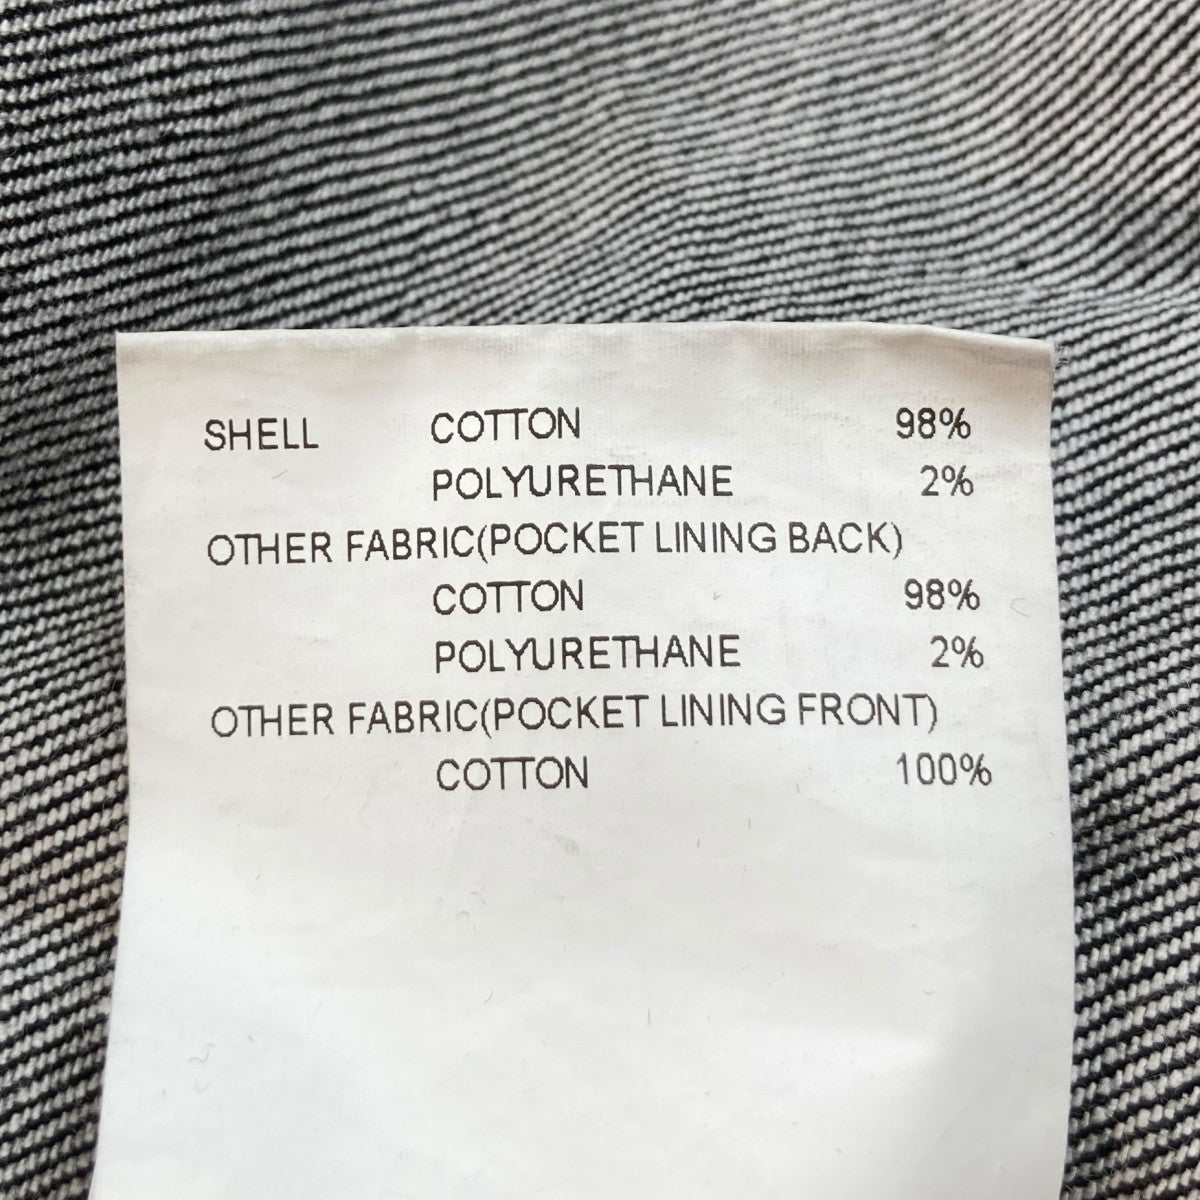 SHELL COTTON 98%
POLYURETHANE 2%
OTHER FABRIC(POCKET LINING BACK)
COTTON 98%
POLYURETHANE 2%
OTHER FABRIC(POCKET LINING FRONT)
COTTON 100%